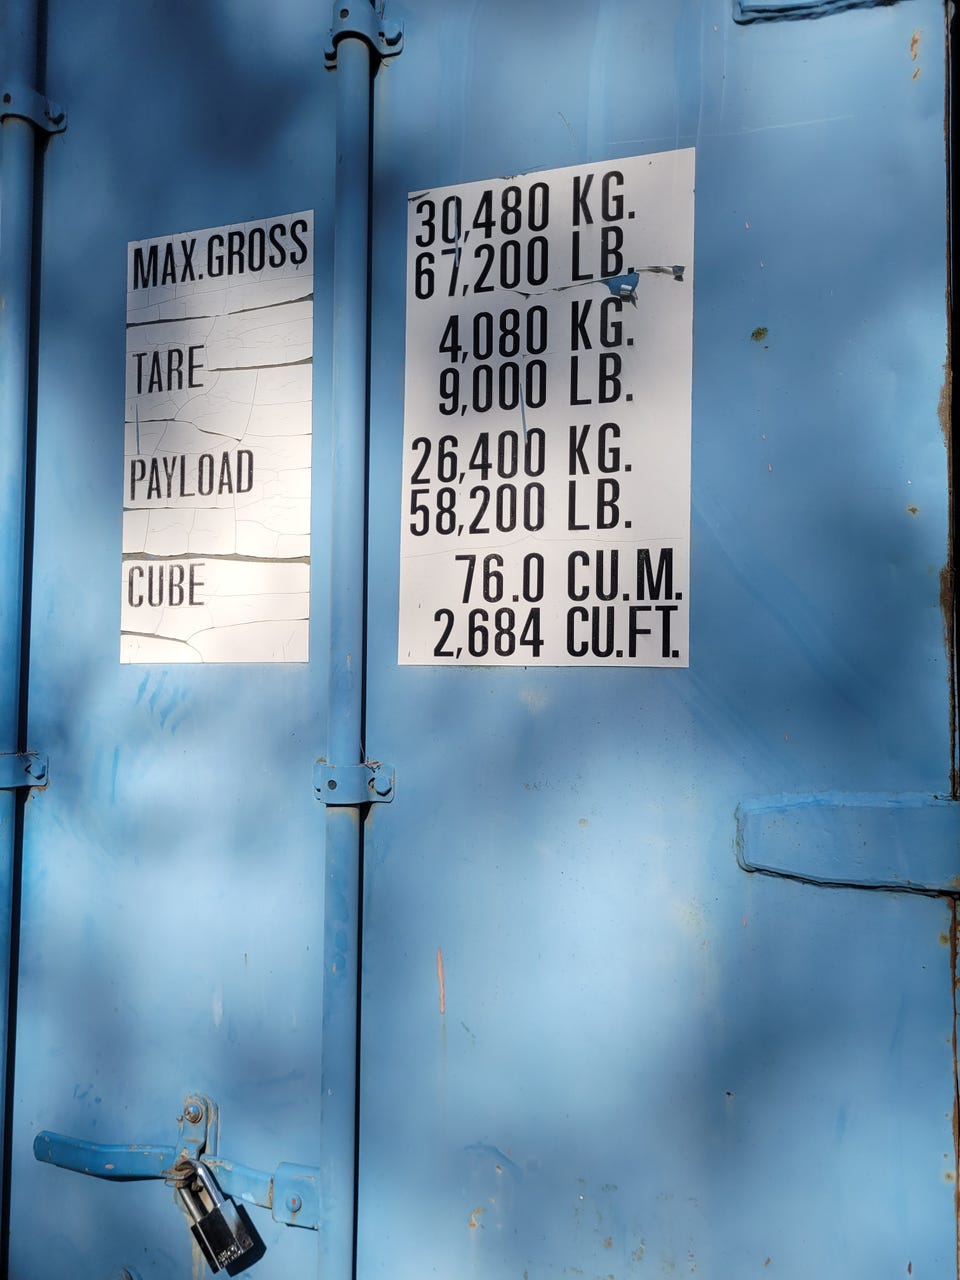 MAX.GROSS 30,480 KG.
67,200 LB.
TARE 4,080 KG.
9,000 LB.
PAYLOAD 26,400 KG.
58,200 LB.
CUBE 76.0 CU.M.
2,684 CU.FT.